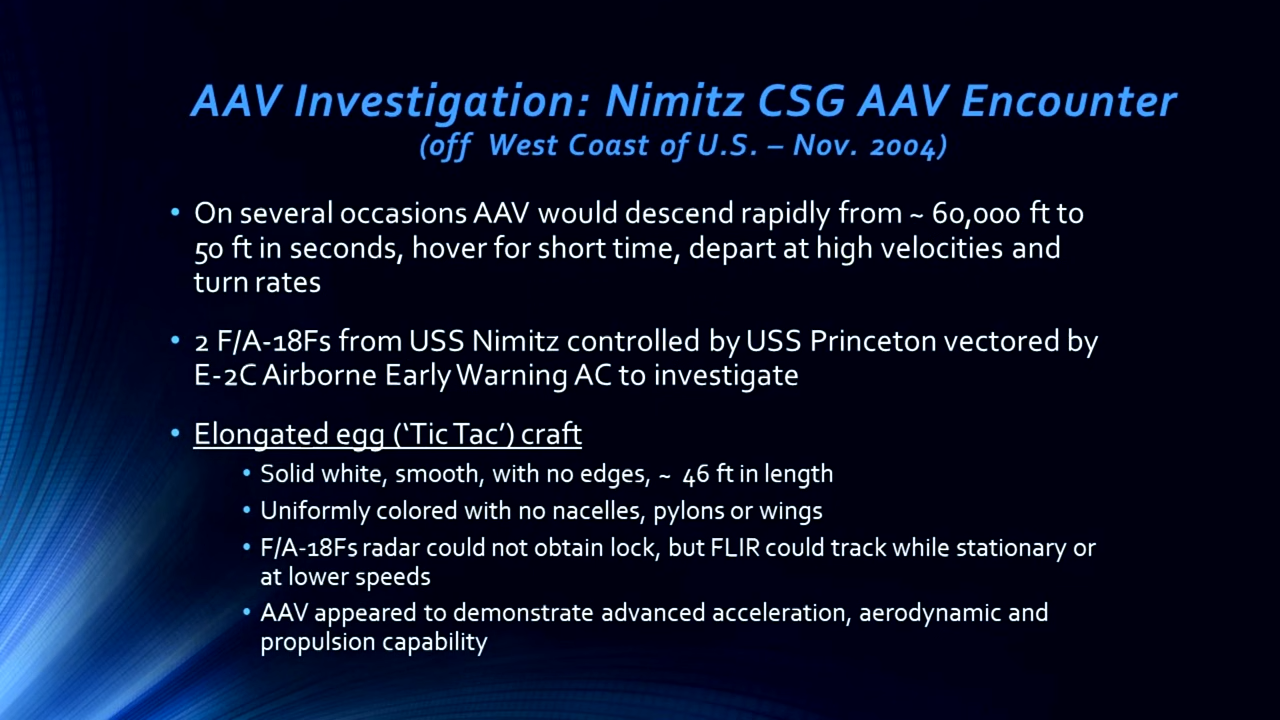 AAV Investigation: Nimitz CSG AAV Encounter
(off West Coast of U.S. – Nov. 2004)
• On several occasions AAV would descend rapidly from ~ 60,000 ft to
50 ft in seconds, hover for short time, depart at high velocities and
turn rates
• 2 F/A-18Fs from USS Nimitz controlled by USS Princeton vectored by
E-2C Airborne Early Warning AC to investigate
• Elongated egg (‘Tic Tac’) craft
• Solid white, smooth, with no edges, ~ 46 ft in length
• Uniformly colored with no nacelles, pylons or wings
• F/A-18Fs radar could not obtain lock, but FLIR could track while stationary or
at lower speeds
• AAV appeared to demonstrate advanced acceleration, aerodynamic and
propulsion capability